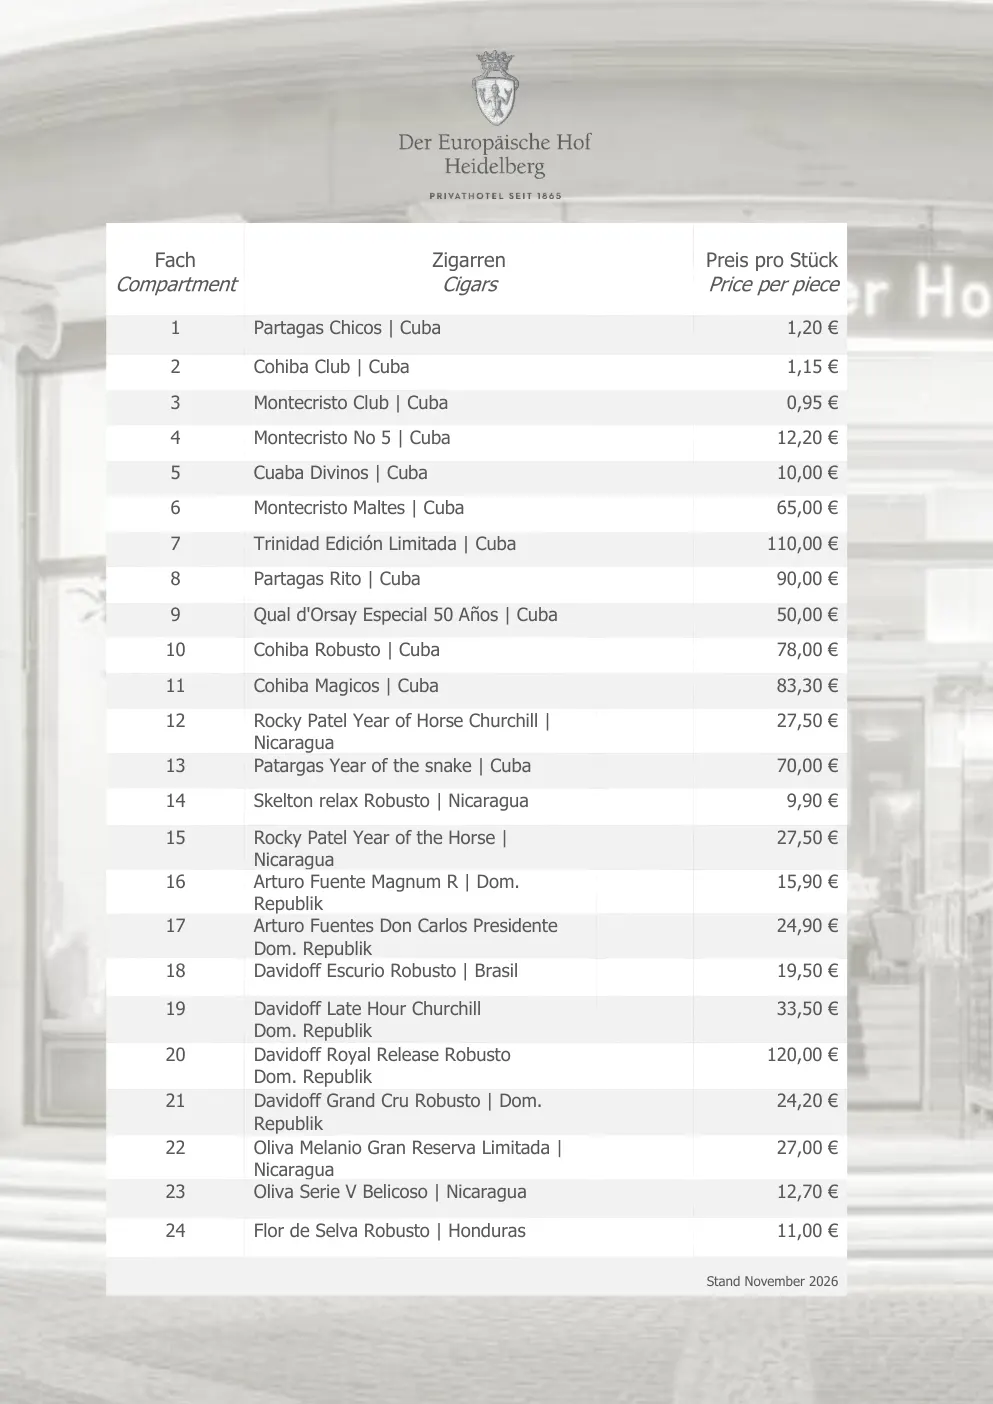 Der Europäische Hof
Heidelberg
PRIVATHOTEL SEIT 1865
Fach Zigarren Preis pro Stück
Compartment Cigars Price per piece
er Ho
1 Partagas Chicos | Cuba 1,20 €
2 Cohiba Club | Cuba 1,15 €
3 Montecristo Club | Cuba 0,95 €
4 Montecristo No 5 | Cuba 12,20 €
5 Cuaba Divinos | Cuba 10,00 €
6 Montecristo Maltes | Cuba 65,00 €
7 Trinidad Edición Limitada | Cuba 110,00 €
8 Partagas Rito | Cuba 90,00 €
9 Qual d'Orsay Especial 50 Años | Cuba 50,00 €
10 Cohiba Robusto | Cuba 78,00 €
11 Cohiba Magicos | Cuba 83,30 €
12 Rocky Patel Year of Horse Churchill | 27,50 €
Nicaragua
13 Patargas Year of the snake | Cuba 70,00 €
14 Skelton relax Robusto | Nicaragua 9,90 €
15 Rocky Patel Year of the Horse | 27,50 €
Nicaragua
16 Arturo Fuente Magnum R | Dom. 15,90 €
Republik
17 Arturo Fuentes Don Carlos Presidente 24,90 €
Dom. Republik
18 Davidoff Escurio Robusto | Brasil 19,50 €
19 Davidoff Late Hour Churchill 33,50 €
Dom. Republik
20 Davidoff Royal Release Robusto 120,00 €
Dom. Republik
21 Davidoff Grand Cru Robusto | Dom. 24,20 €
Republik
22 Oliva Melanio Gran Reserva Limitada | 27,00 €
Nicaragua
23 Oliva Serie V Belicoso | Nicaragua 12,70 €
24 Flor de Selva Robusto | Honduras 11,00 €
Stand November 2026